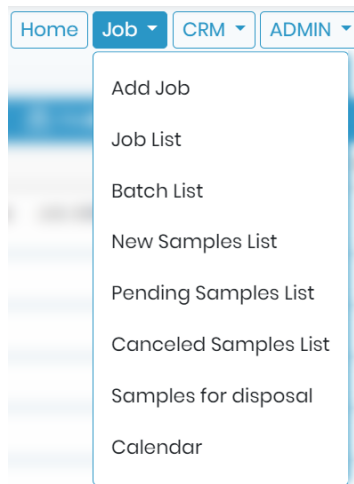 Home Job CRM ADMIN
Add Job
Job List
Batch List
New Samples List
Pending Samples List
Canceled Samples List
Samples for disposal
Calendar